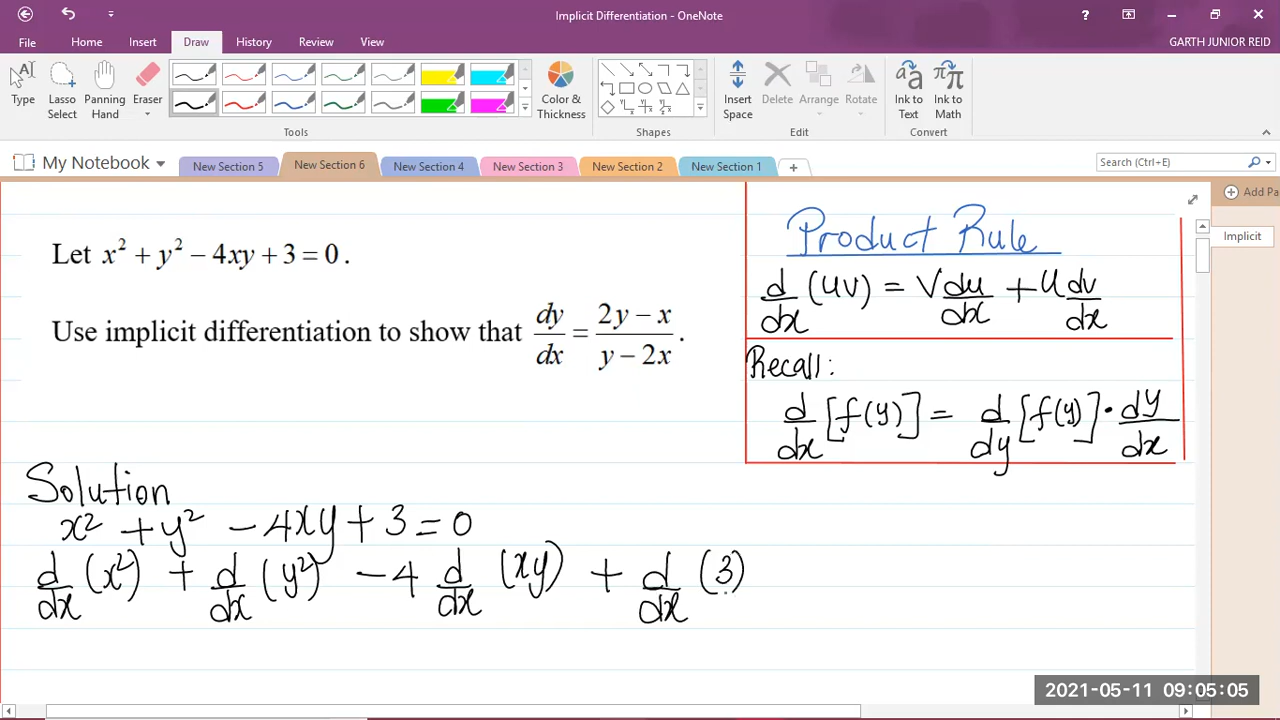 Implicit Differentiation - OneNote
File Home Insert Draw History Review View GARTH JUNIOR REID
Type Lasso Select Panning Hand Eraser Color & Thickness Insert Space Delete Arrange Rotate Ink to Text Ink to Math
Tools Shapes Edit Convert
My Notebook New Section 5 New Section 6 New Section 4 New Section 3 New Section 2 New Section 1 Search (Ctrl+E)
Add Pa
Implicit
Let x² + y² − 4xy + 3 = 0.
Use implicit differentiation to show that dy/dx = (2y − x)/(y − 2x).
Product Rule
d/dx (uv) = V du/dx + U dv/dx
Recall:
d/dx [f(y)] = d/dy [f(y)] • dy/dx
Solution
x² + y² − 4xy + 3 = 0
d/dx (x²) + d/dx (y²) − 4 d/dx (xy) + d/dx (3)
2021-05-11 09:05:05